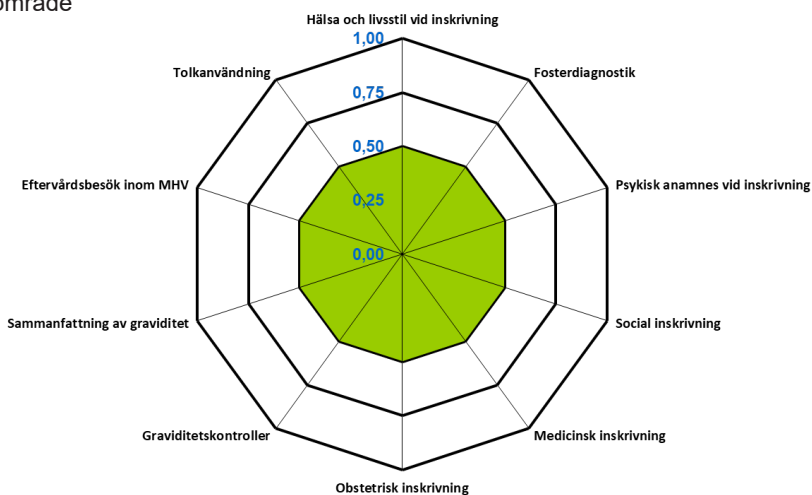 område
Hälsa och livsstil vid inskrivning
1,00
Tolkanvändning
Fosterdiagnostik
0,75
0,50
Eftervårdsbesök inom MHV
Psykisk anamnes vid inskrivning
0,25
0,00
Sammanfattning av graviditet
Social inskrivning
Graviditetskontroller
Medicinsk inskrivning
Obstetrisk inskrivning